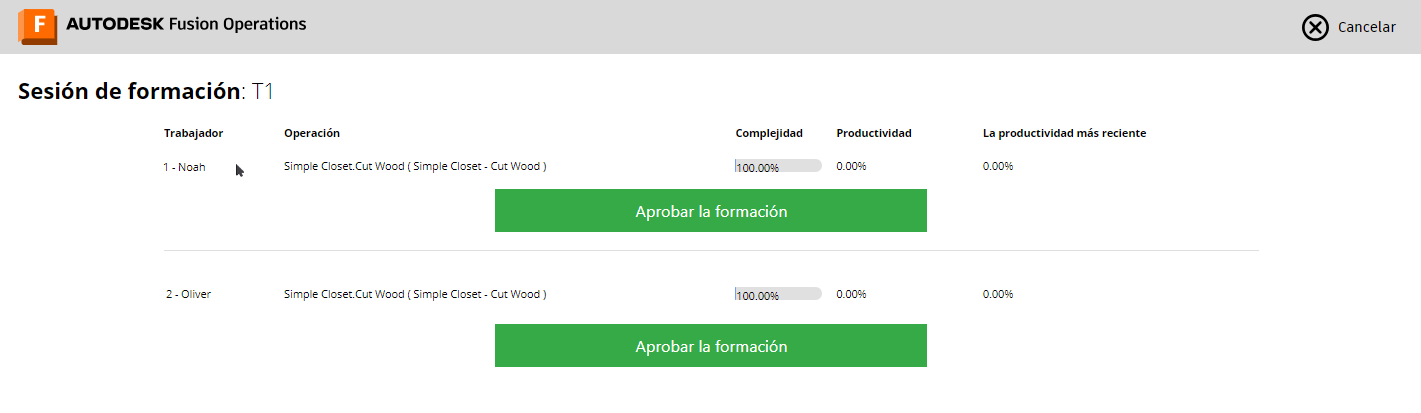 F AUTODESK Fusion Operations Cancelar
Sesión de formación: T1
Trabajador Operación Complejidad Productividad La productividad más reciente
1 - Noah Simple Closet.Cut Wood ( Simple Closet - Cut Wood ) 100.00% 0.00% 0.00%
Aprobar la formación
2 - Oliver Simple Closet.Cut Wood ( Simple Closet - Cut Wood ) 100.00% 0.00% 0.00%
Aprobar la formación